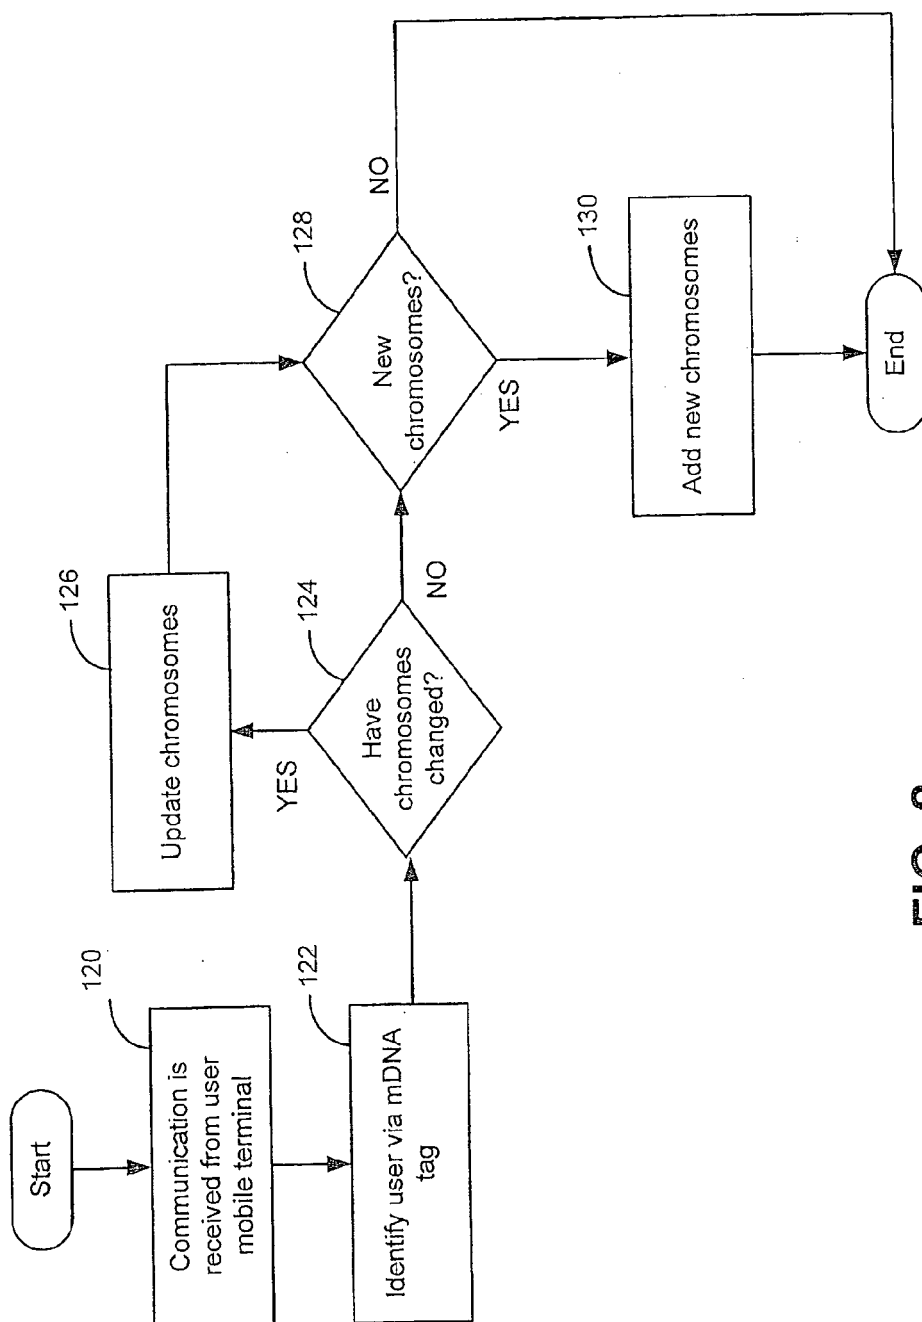 Start
120
Communication is
received from user
mobile terminal
122
Identify user via mDNA
tag
124
Have
chromosomes
changed?
YES
NO
126
Update chromosomes
128
New
chromosomes?
NO
YES
130
Add new chromosomes
End
FIG.